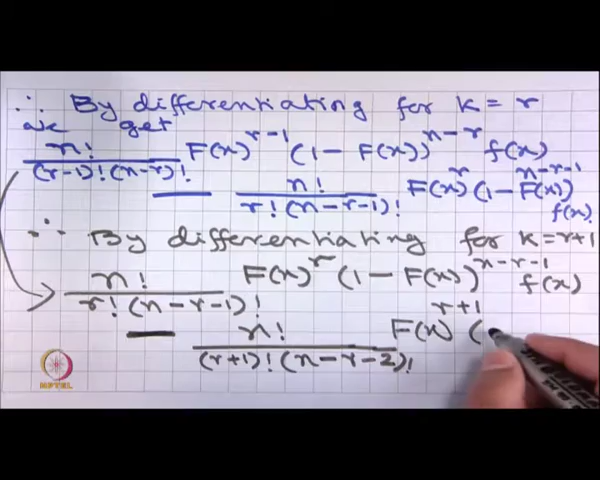 ∴ By differentiating for k = r
we get
n!/((r-1)!(n-r)!) F(x)^(r-1) (1 - F(x))^(n-r) f(x)
— n!/(r!(n-r-1)!) F(x)^r (1 - F(x))^(n-r-1) f(x)
∴ By differentiating for k = r+1
n!/(r!(n-r-1)!) F(x)^r (1 - F(x))^(n-r-1) f(x)
— n!/((r+1)!(n-r-2)!) F(x)^(r+1) (
NPTEL